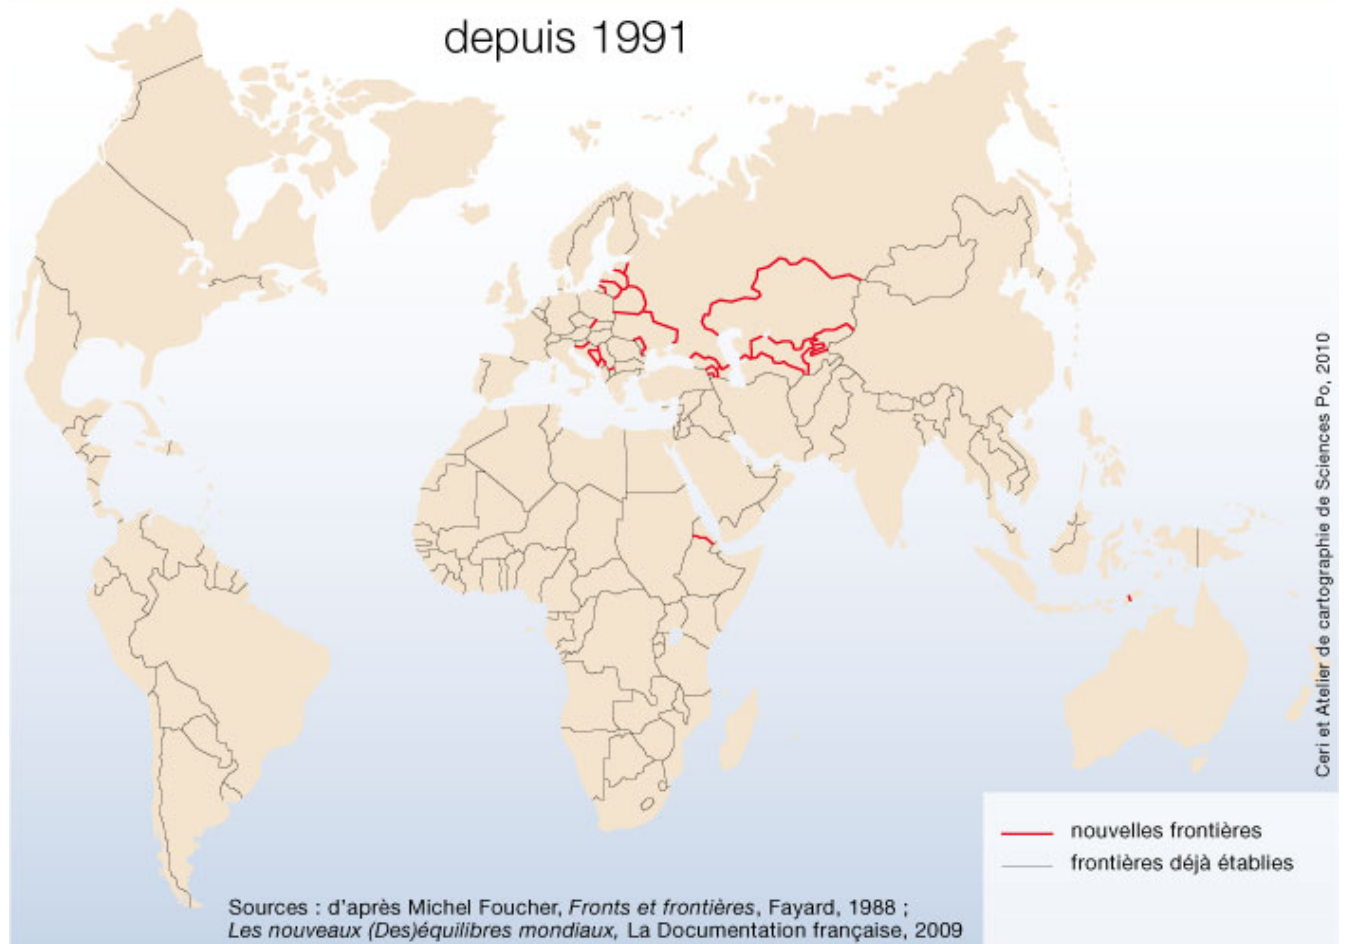 depuis 1991
Ceri et Atelier de cartographie de Sciences Po, 2010
nouvelles frontières
frontières déjà établies
Sources : d'après Michel Foucher, Fronts et frontières, Fayard, 1988 ;
Les nouveaux (Des)équilibres mondiaux, La Documentation française, 2009